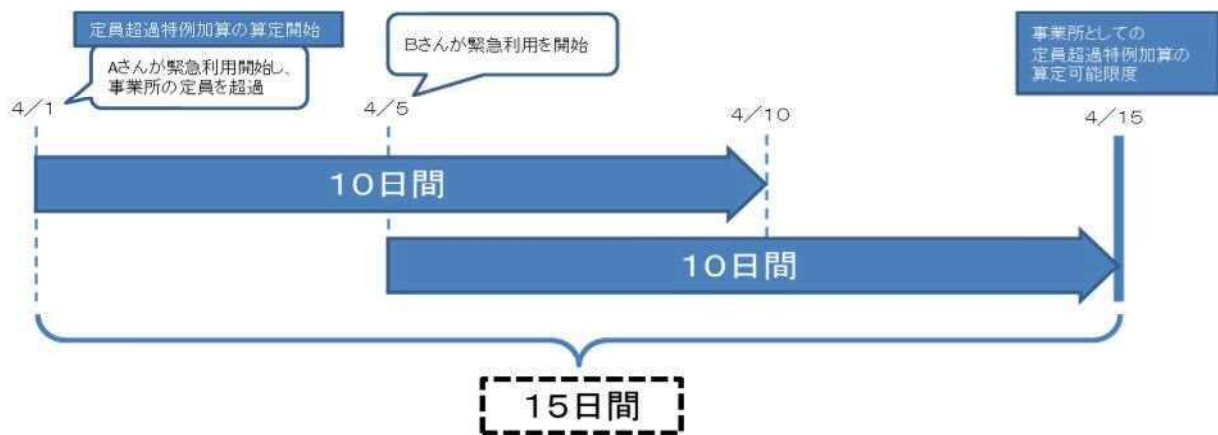 定員超過特例加算の算定開始
Aさんが緊急利用開始し、
事業所の定員を超過
Bさんが緊急利用を開始
事業所としての
定員超過特例加算の
算定可能限度
4／1
4／5
4／10
4／15
10日間
10日間
15日間